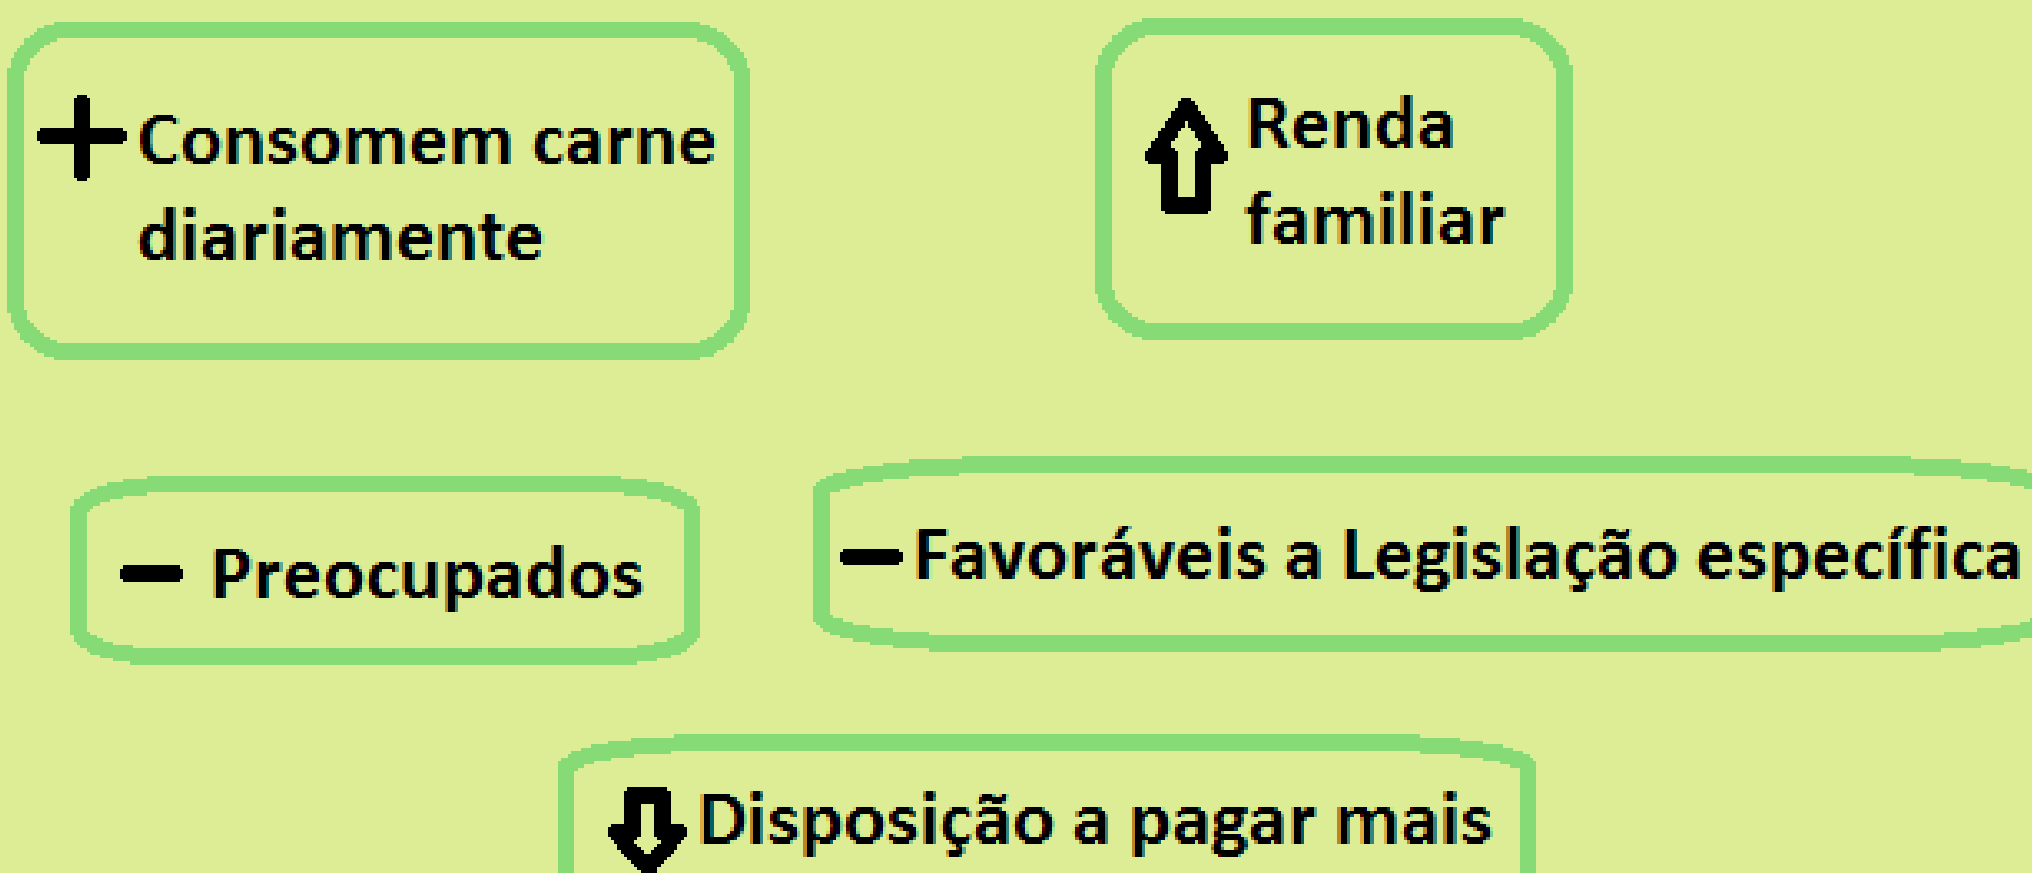 + Consomem carne
diariamente
⇧ Renda
familiar
− Preocupados
− Favoráveis a Legislação específica
⇩ Disposição a pagar mais